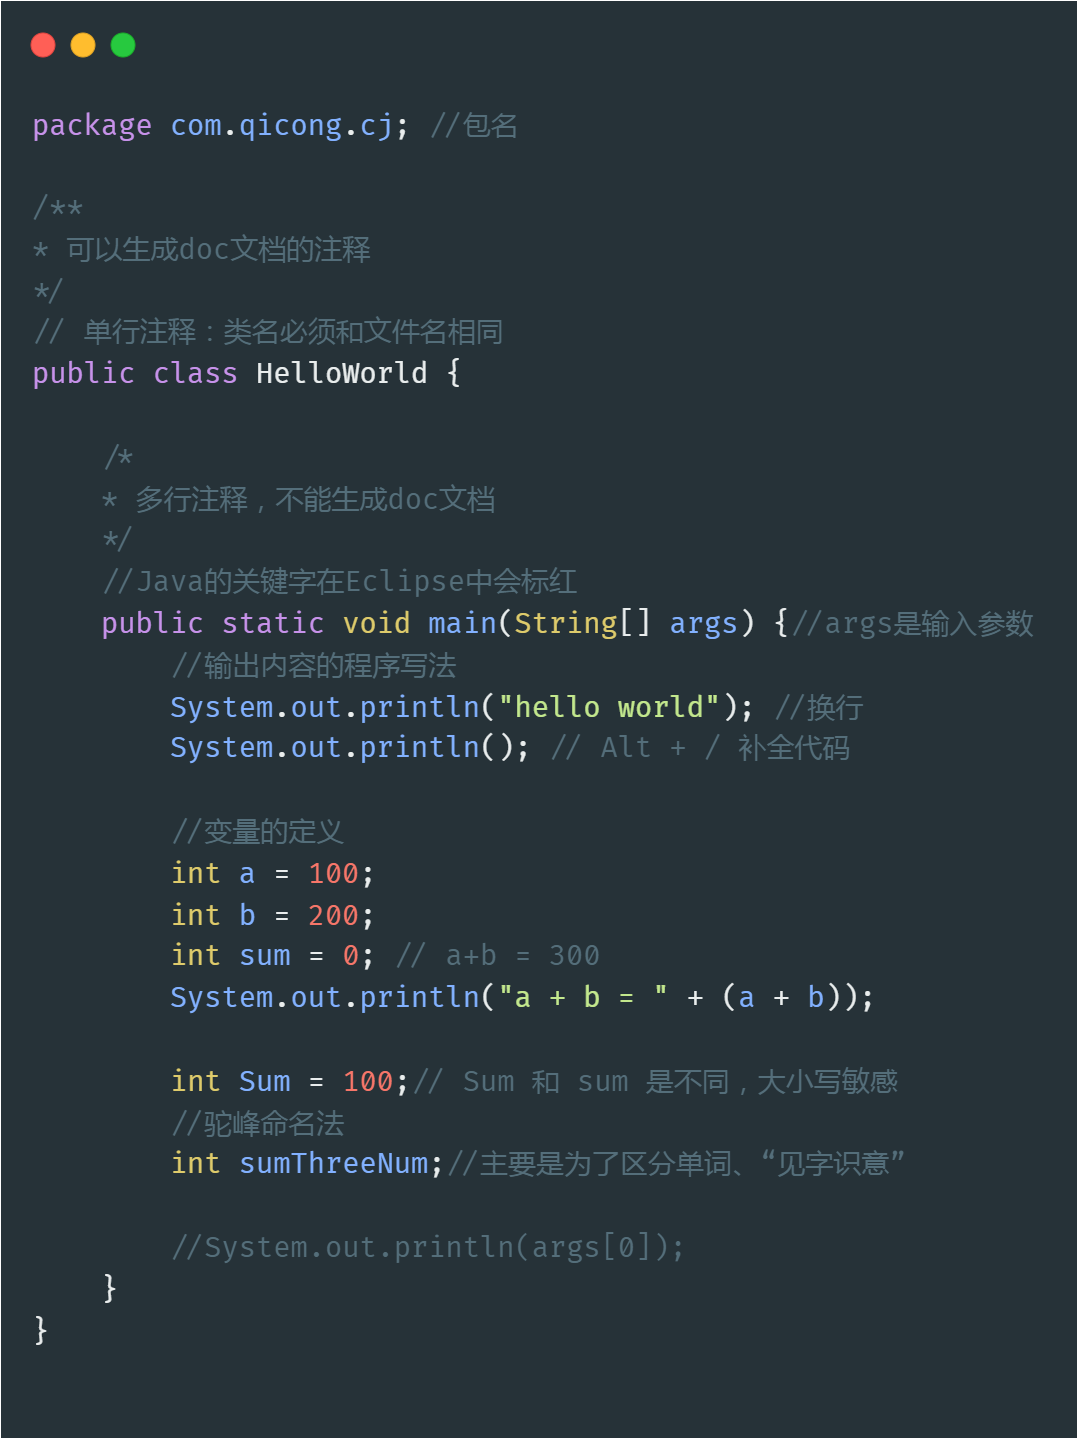 package com.qicong.cj; //包名
/**
* 可以生成doc文档的注释
*/
// 单行注释：类名必须和文件名相同
public class HelloWorld {
/*
* 多行注释，不能生成doc文档
*/
//Java的关键字在Eclipse中会标红
public static void main(String[] args) {//args是输入参数
//输出内容的程序写法
System.out.println("hello world"); //换行
System.out.println(); // Alt + / 补全代码
//变量的定义
int a = 100;
int b = 200;
int sum = 0; // a+b = 300
System.out.println("a + b = " + (a + b));
int Sum = 100;// Sum 和 sum 是不同，大小写敏感
//驼峰命名法
int sumThreeNum;//主要是为了区分单词、“见字识意”
//System.out.println(args[0]);
}
}